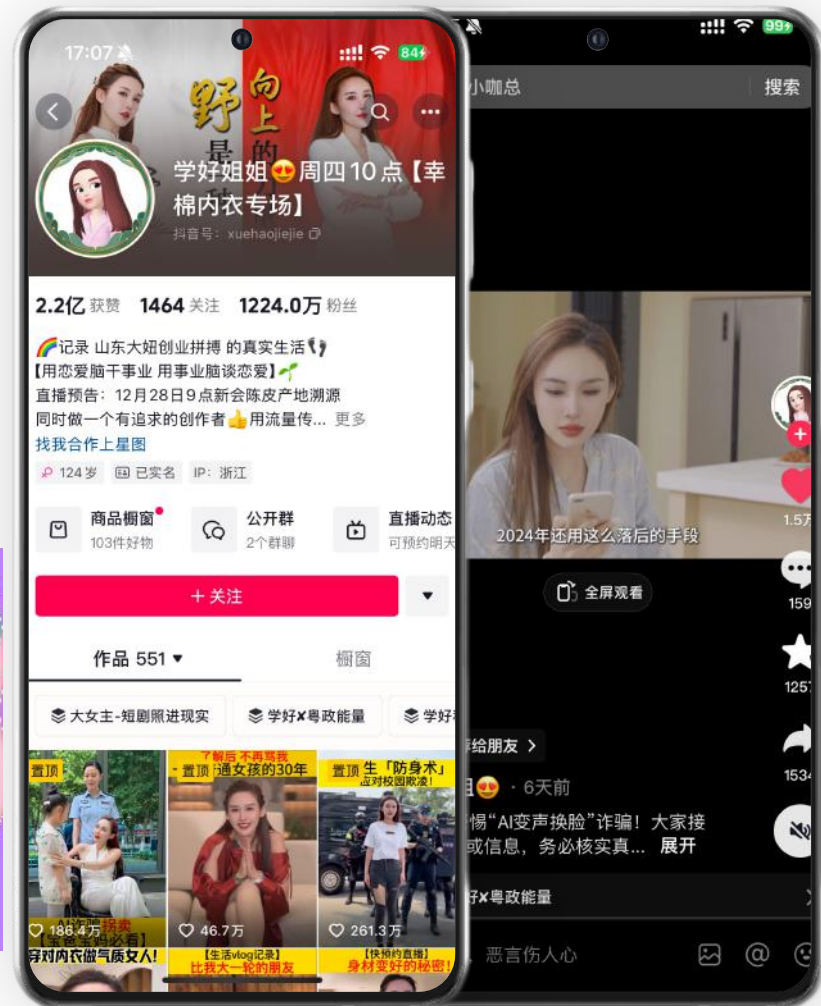 17:07
84
野
向上
是
的
学好姐姐😍周四10点【幸
棉内衣专场】
抖音号：xuehaojiejie
2.2亿 获赞 1464 关注 1224.0万 粉丝
🌈记录 山东大妞创业拼搏 的真实生活👣
【用恋爱脑干事业 用事业脑谈恋爱】🌱
直播预告：12月28日9点新会陈皮产地溯源
同时做一个有追求的创作者👍用流量传... 更多
找我合作上星图
124岁 已实名 IP：浙江
商品橱窗 公开群 直播动态
103件好物 2个群聊 可预约明天
+ 关注
作品 551 ▼ 橱窗
大女主-短剧照进现实 学好✘粤政能量 学好
置顶
186.4万
AI诈骗拐卖
【宝爸宝妈必看】
了解后 不再骂我
置顶 通女孩的30年
46.7万
置顶 生「防身术」
应对校园欺凌！
261.3万
穿对内衣做气质女人！
【生活vlog记录】
比我大一轮的朋友
【快预约直播】
身材变好的秘密！
99
小咖总 搜索
2024年还用这么落后的手段
全屏观看
1.5万
159
1257
1534
给朋友 >
😍 · 6天前
惕“AI变声换脸”诈骗！大家接
或信息，务必核实真... 展开
好✘粤政能量
恶言伤人心 @